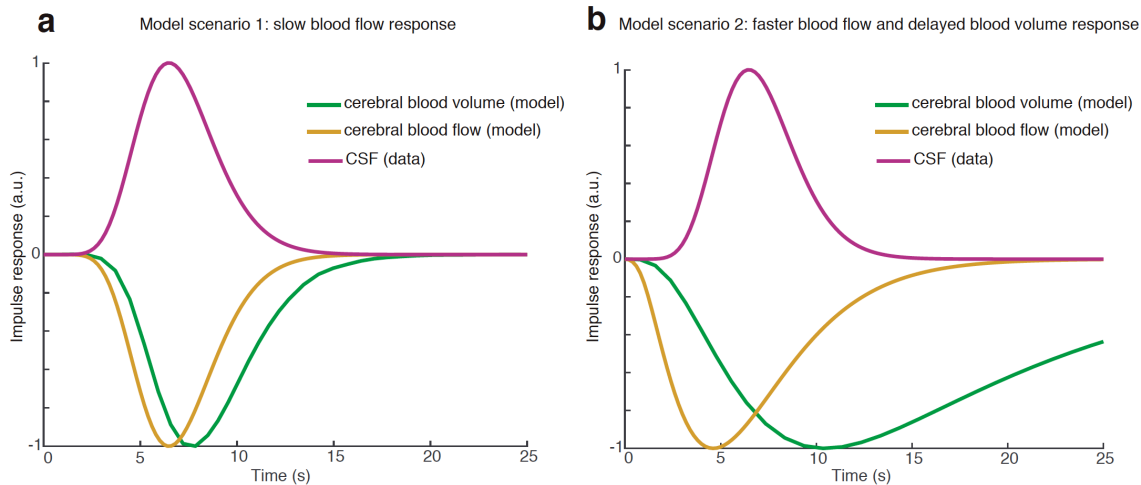 a
Model scenario 1: slow blood flow response
1
0
-1
Impulse response (a.u.)
cerebral blood volume (model)
cerebral blood flow (model)
CSF (data)
0
5
10
15
20
25
Time (s)
b
Model scenario 2: faster blood flow and delayed blood volume response
1
0
-1
Impulse response (a.u.)
cerebral blood volume (model)
cerebral blood flow (model)
CSF (data)
0
5
10
15
20
25
Time (s)